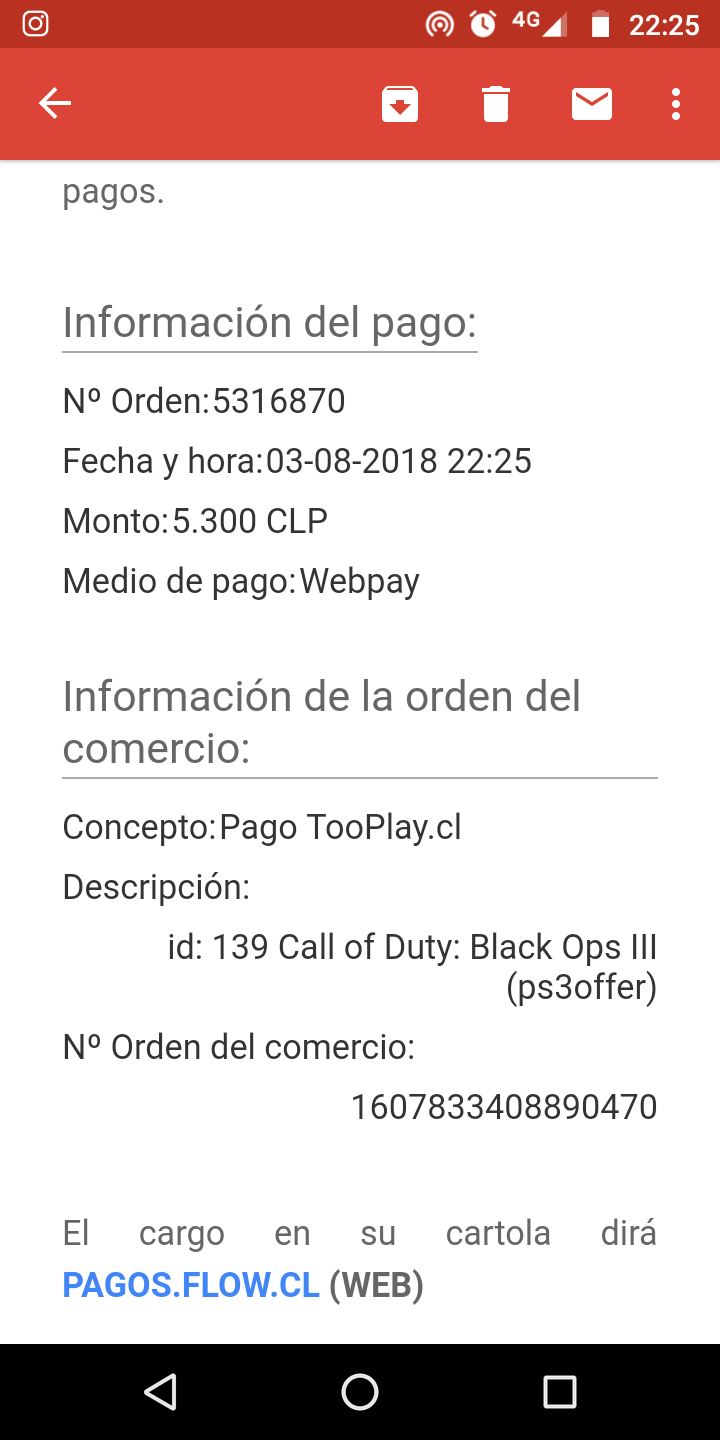 4G 22:25
pagos.
Información del pago:
Nº Orden:5316870
Fecha y hora:03-08-2018 22:25
Monto:5.300 CLP
Medio de pago:Webpay
Información de la orden del
comercio:
Concepto:Pago TooPlay.cl
Descripción:
id: 139 Call of Duty: Black Ops III
(ps3offer)
Nº Orden del comercio:
1607833408890470
El cargo en su cartola dirá
PAGOS.FLOW.CL (WEB)